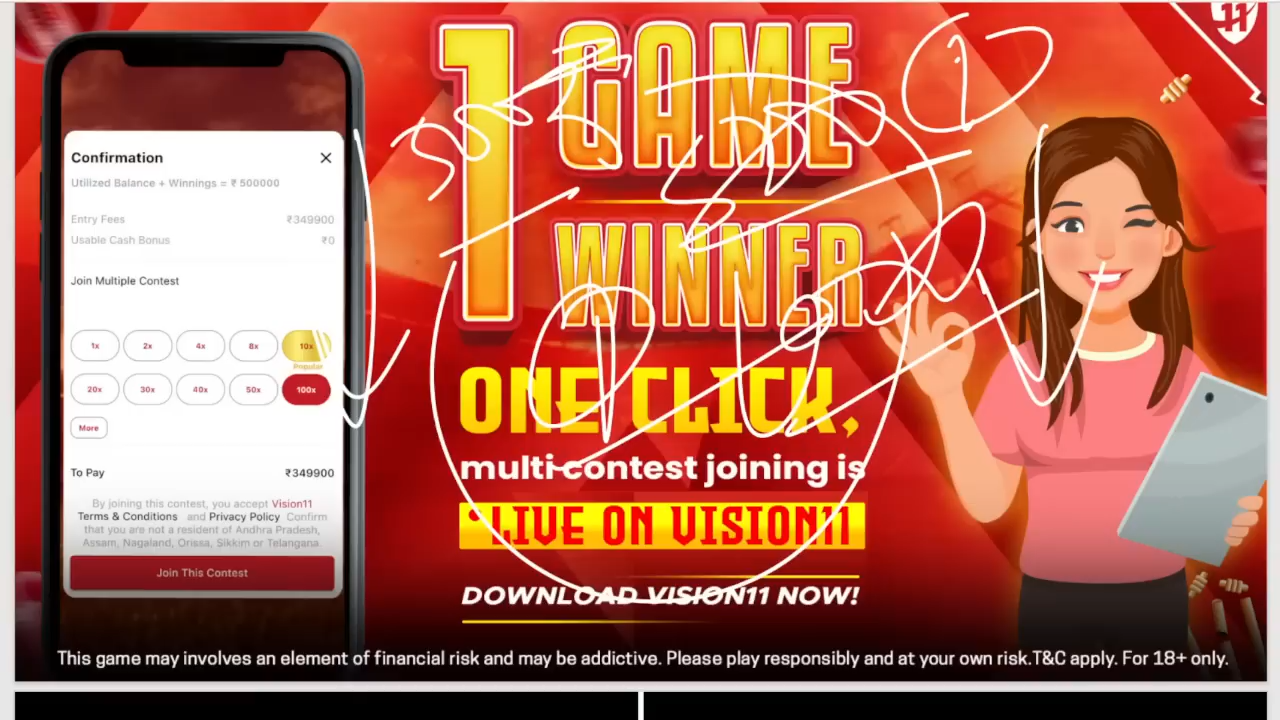 Confirmation
Utilized Balance + Winnings = ₹ 500000
Entry Fees ₹349900
Usable Cash Bonus ₹0
Join Multiple Contest
1x 2x 4x 8x 10x
Popular
20x 30x 40x 50x 100x
More
To Pay ₹349900
By joining this contest, you accept Vision11
Terms & Conditions and Privacy Policy Confirm
that you are not a resident of Andhra Pradesh,
Assam, Nagaland, Orissa, Sikkim or Telangana
Join This Contest
1 GAME
WINNER
ONE CLICK,
multi contest joining is
LIVE ON VISION11
DOWNLOAD VISION11 NOW!
11
This game may involves an element of financial risk and may be addictive. Please play responsibly and at your own risk.T&C apply. For 18+ only.